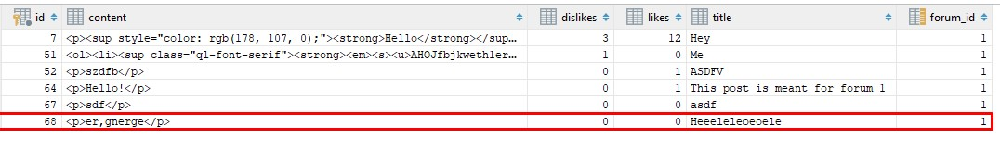 id content dislikes likes title forum_id
7 <p><sup style="color: rgb(178, 107, 0);"><strong>Hello</strong></sup… 3 12 Hey 1
51 <ol><li><sup class="ql-font-serif"><strong><em><s><u>AHOJfbjkwethler… 1 0 Me 1
52 <p>szdfb</p> 0 1 ASDFV 1
64 <p>Hello!</p> 0 1 This post is meant for forum 1 1
67 <p>sdf</p> 0 0 asdf 1
68 <p>er,gnerge</p> 0 0 Heeeleleoeoele 1